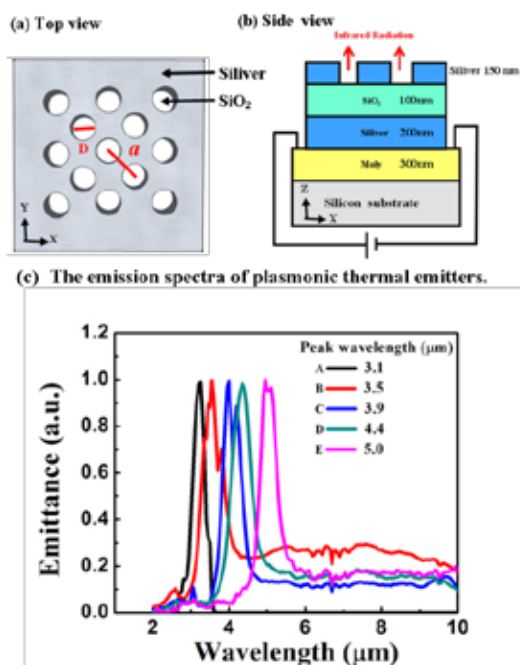 (a) Top view
Siliver
SiO₂
D
a
Y
X
(b) Side view
Infrared Radiation
Siliver 150 nm
SiO₂ 100nm
Siliver 200nm
Moly 300nm
Z
Silicon substrate
X
(c) The emission spectra of plasmonic thermal emitters.
Emittance (a.u.)
1.2
1.0
0.8
0.6
0.4
0.2
0.0
Peak wavelength (μm)
A 3.1
B 3.5
C 3.9
D 4.4
E 5.0
2 4 6 8 10
Wavelength (μm)